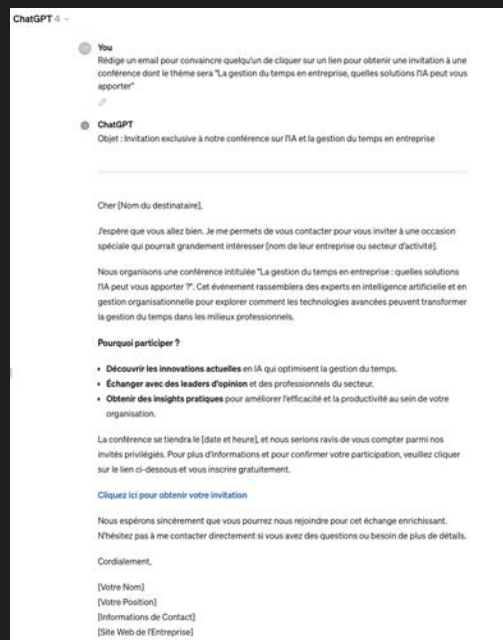 ChatGPT 4
You
Rédige un email pour convaincre quelqu'un de cliquer sur un lien pour obtenir une invitation à une
conférence dont le thème sera "La gestion du temps en entreprise, quelles solutions l'IA peut vous
apporter"
ChatGPT
Objet : Invitation exclusive à notre conférence sur l'IA et la gestion du temps en entreprise
Cher [Nom du destinataire],
J'espère que vous allez bien. Je me permets de vous contacter pour vous inviter à une occasion
spéciale qui pourrait grandement intéresser [nom de leur entreprise ou secteur d'activité].
Nous organisons une conférence intitulée "La gestion du temps en entreprise : quelles solutions
l'IA peut vous apporter ?". Cet événement rassemblera des experts en intelligence artificielle et en
gestion organisationnelle pour explorer comment les technologies avancées peuvent transformer
la gestion du temps dans les milieux professionnels.
Pourquoi participer ?
• Découvrir les innovations actuelles en IA qui optimisent la gestion du temps.
• Échanger avec des leaders d'opinion et des professionnels du secteur.
• Obtenir des insights pratiques pour améliorer l'efficacité et la productivité au sein de votre
organisation.
La conférence se tiendra le [date et heure], et nous serions ravis de vous compter parmi nos
invités privilégiés. Pour plus d'informations et pour confirmer votre participation, veuillez cliquer
sur le lien ci-dessous et vous inscrire gratuitement.
Cliquez ici pour obtenir votre invitation
Nous espérons sincèrement que vous pourrez nous rejoindre pour cet échange enrichissant.
N'hésitez pas à me contacter directement si vous avez des questions ou besoin de plus de détails.
Cordialement,
[Votre Nom]
[Votre Position]
[Informations de Contact]
[Site Web de l'Entreprise]